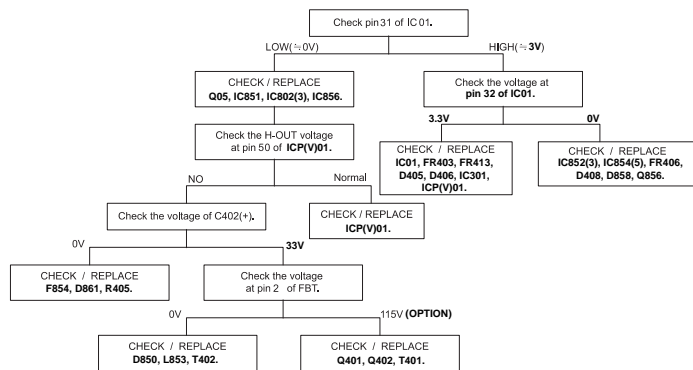 Check pin 31 of IC 01.
LOW(≒0V)
HIGH(≒3V)
CHECK / REPLACE
Q05, IC851, IC802(3), IC856.
Check the voltage at
pin 32 of IC01.
3.3V
0V
Check the H-OUT voltage
at pin 50 of ICP(V)01.
CHECK / REPLACE
IC01, FR403, FR413,
D405, D406, IC301,
ICP(V)01.
CHECK / REPLACE
IC852(3), IC854(5), FR406,
D408, D858, Q856.
NO
Normal
Check the voltage of C402(+).
CHECK / REPLACE
ICP(V)01.
0V
33V
CHECK / REPLACE
F854, D861, R405.
Check the voltage
at pin 2 of FBT.
0V
115V (OPTION)
CHECK / REPLACE
D850, L853, T402.
CHECK / REPLACE
Q401, Q402, T401.